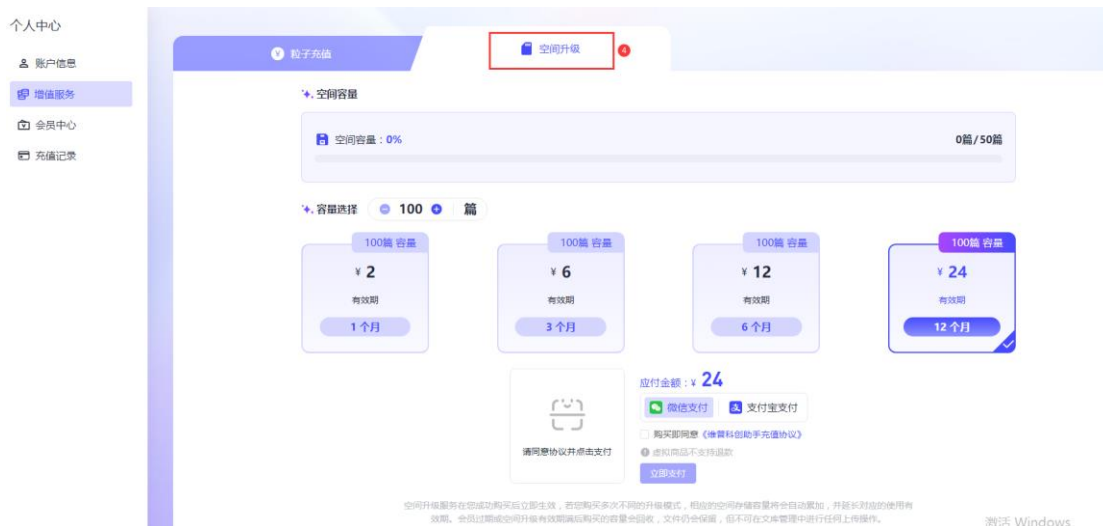 个人中心
账户信息
增值服务
会员中心
充值记录
粒子充值
空间升级
4
空间容量
空间容量：0%
0篇/50篇
容量选择
100
篇
100篇 容量
¥ 2
有效期
1 个月
100篇 容量
¥ 6
有效期
3 个月
100篇 容量
¥ 12
有效期
6 个月
100篇 容量
¥ 24
有效期
12 个月
请同意协议并点击支付
应付金额：¥ 24
微信支付
支付宝支付
购买即同意《维普科创助手充值协议》
虚拟商品不支持退款
立即支付
空间升级服务在您成功购买后立即生效，若您购买多次不同的升级模式，相应的空间存储容量将会自动累加，并延长对应的使用有
效期。会员过期或空间升级有效期满后购买的容量会回收，文件仍会保留，但不可在文库管理中进行任何上传操作。
激活 Windows